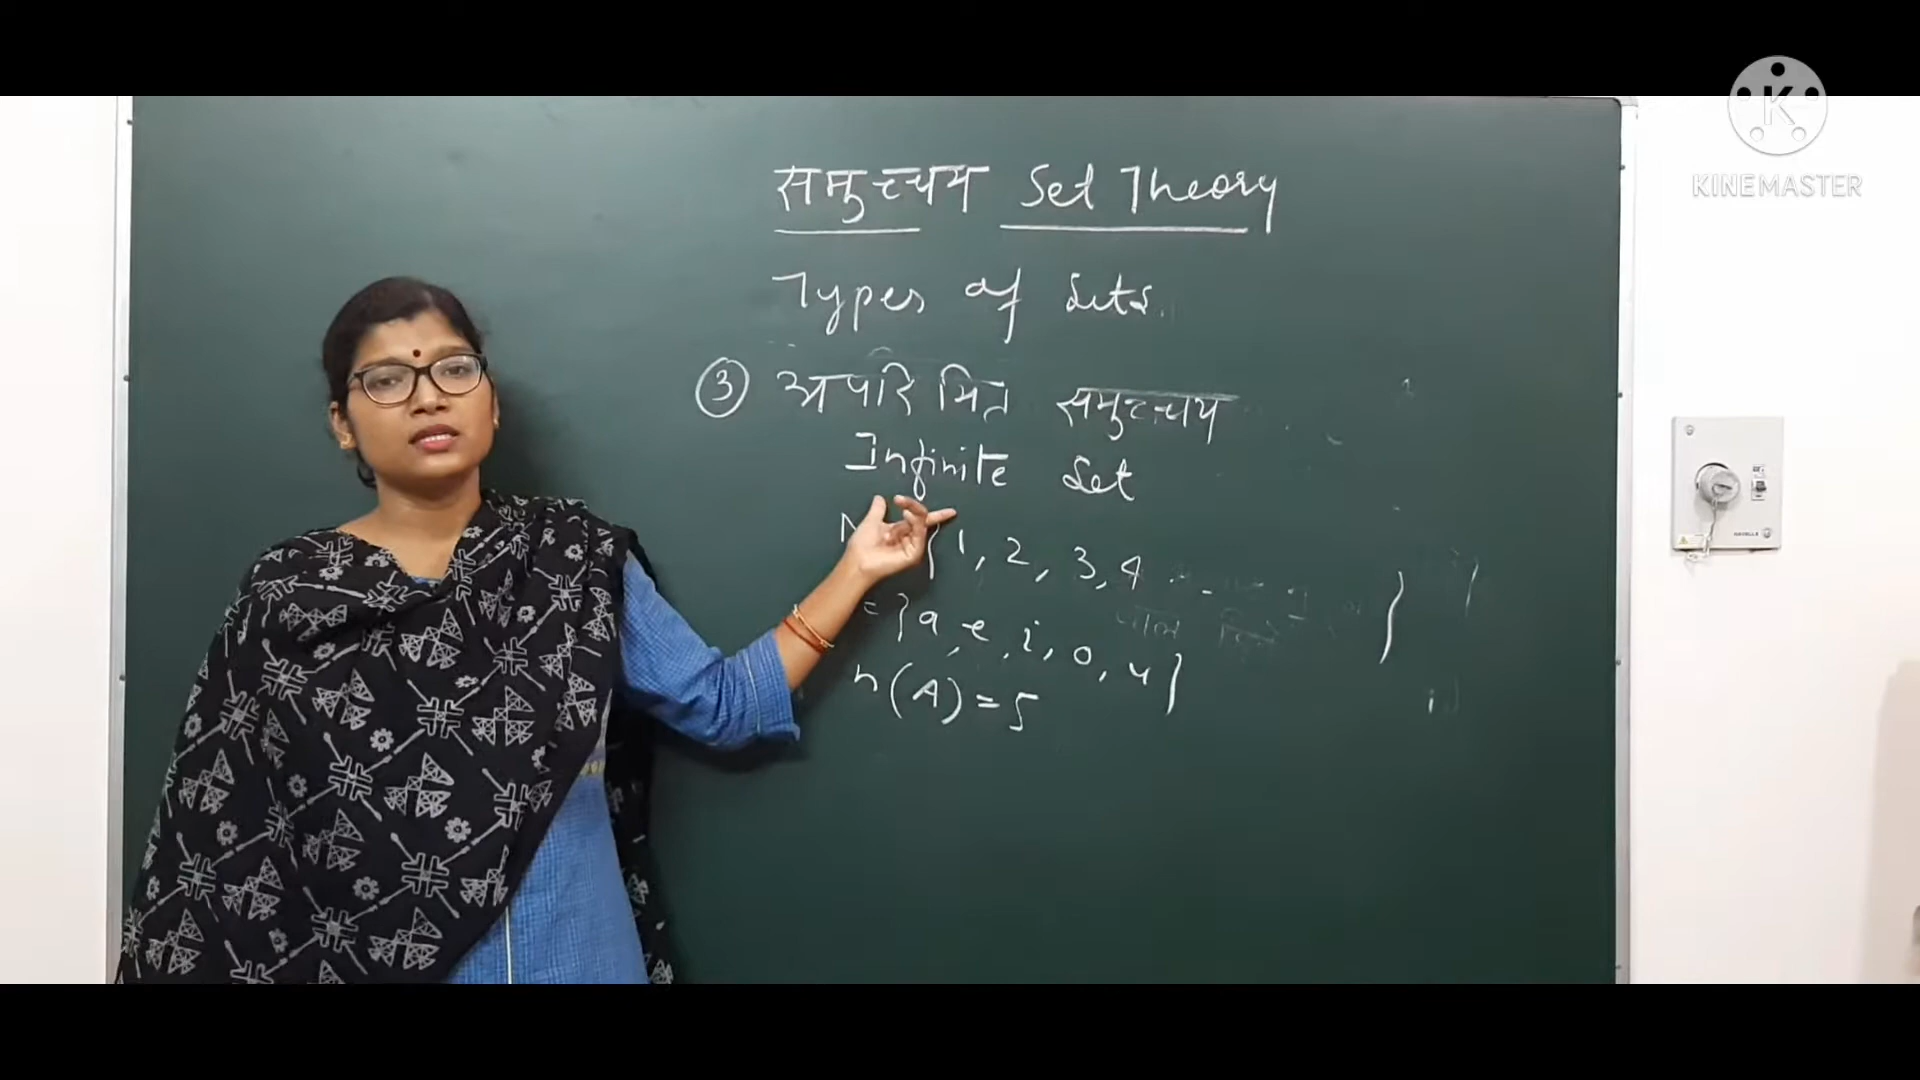 समुच्चय Set Theory
Types of Sets.
③ अपरिमित समुच्चय
Infinite Set
N { 1, 2, 3, 4 }
= { a, e, i, o, u }
n (A) = 5
K
KINEMASTER